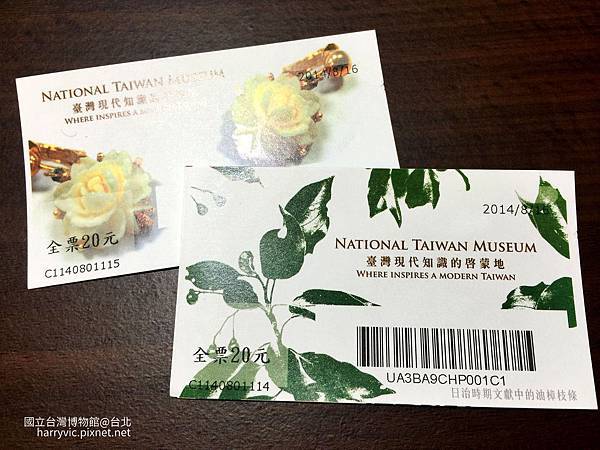 NATIONAL TAIWAN MUSEUM
2014/8/16
臺灣現代知識
WHERE INSPIRES A
全票20元
C1140801115
2014/8/16
NATIONAL TAIWAN MUSEUM
臺灣現代知識的啓蒙地
WHERE INSPIRES A MODERN TAIWAN
全票20元
UA3BA9CHP001C1
C1140801114
日治時期文獻中的油樟枝條
國立台灣博物館@台北
harryvic.pixnet.net